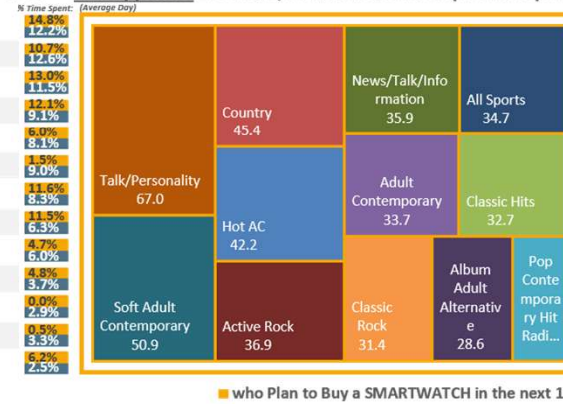 % Time Spent: (Average Day)
14.8%
12.2%
10.7%
12.6%
13.0%
11.5%
12.1%
9.1%
6.0%
8.1%
1.5%
9.0%
11.6%
8.3%
11.5%
6.3%
4.7%
6.0%
4.8%
3.7%
0.0%
2.9%
0.5%
3.3%
6.2%
2.5%
Talk/Personality
67.0
Soft Adult
Contemporary
50.9
Country
45.4
Hot AC
42.2
Active Rock
36.9
News/Talk/Info
rmation
35.9
All Sports
34.7
Adult
Contemporary
33.7
Classic Hits
32.7
Classic
Rock
31.4
Album
Adult
Alternativ
e
28.6
Pop
Conte
mpora
ry Hit
Radi...
who Plan to Buy a SMARTWATCH in the next 1